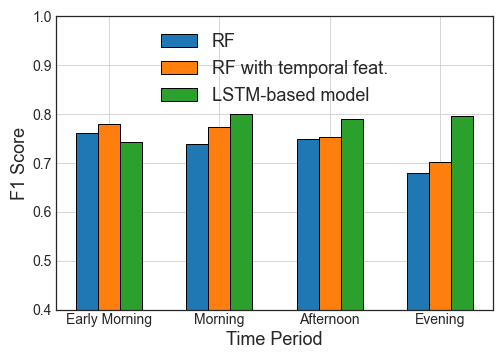 1.0
0.9
0.8
0.7
0.6
0.5
0.4
F1 Score
RF
RF with temporal feat.
LSTM-based model
Early Morning
Morning
Afternoon
Evening
Time Period